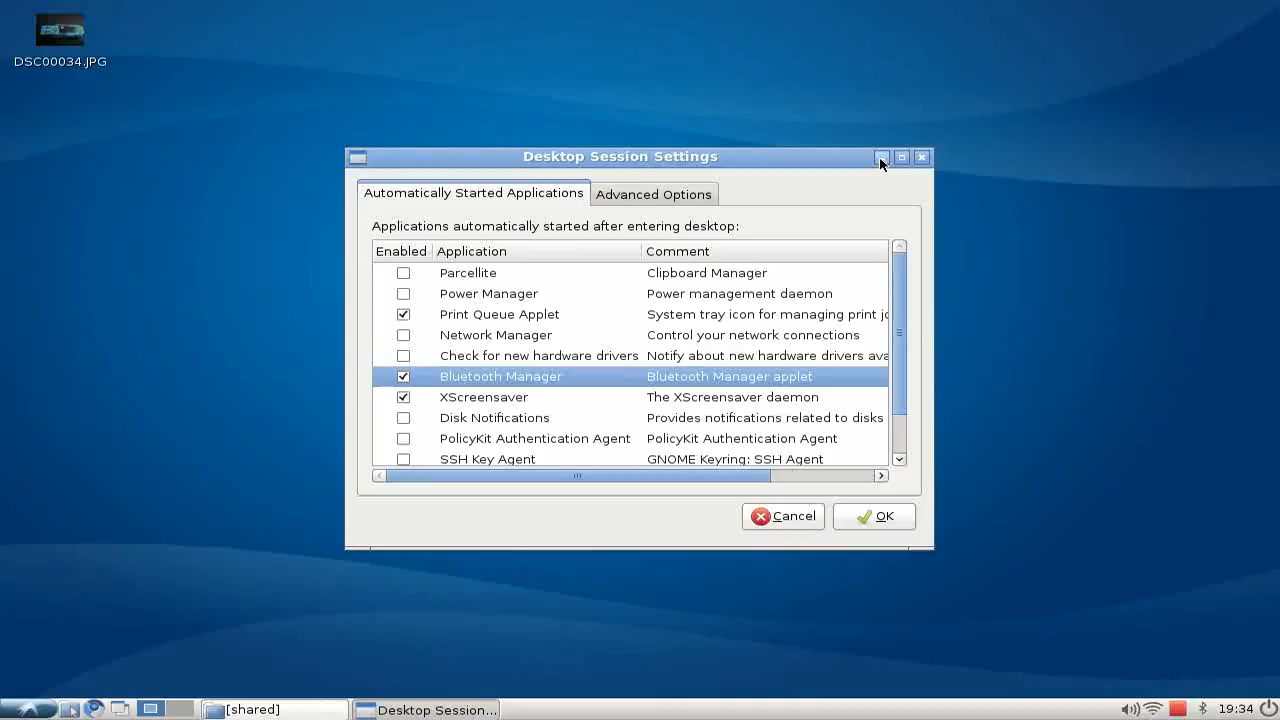 DSC00034.JPG
Desktop Session Settings
Automatically Started Applications
Advanced Options
Applications automatically started after entering desktop:
Enabled Application Comment
Parcellite Clipboard Manager
Power Manager Power management daemon
Print Queue Applet System tray icon for managing print
Network Manager Control your network connections
Check for new hardware drivers Notify about new hardware drivers
Bluetooth Manager Bluetooth Manager applet
XScreensaver The XScreensaver daemon
Disk Notifications Provides notifications related to disks
PolicyKit Authentication Agent PolicyKit Authentication Agent
SSH Key Agent GNOME Keyring: SSH Agent
Cancel OK
[shared] Desktop Session... 19:34